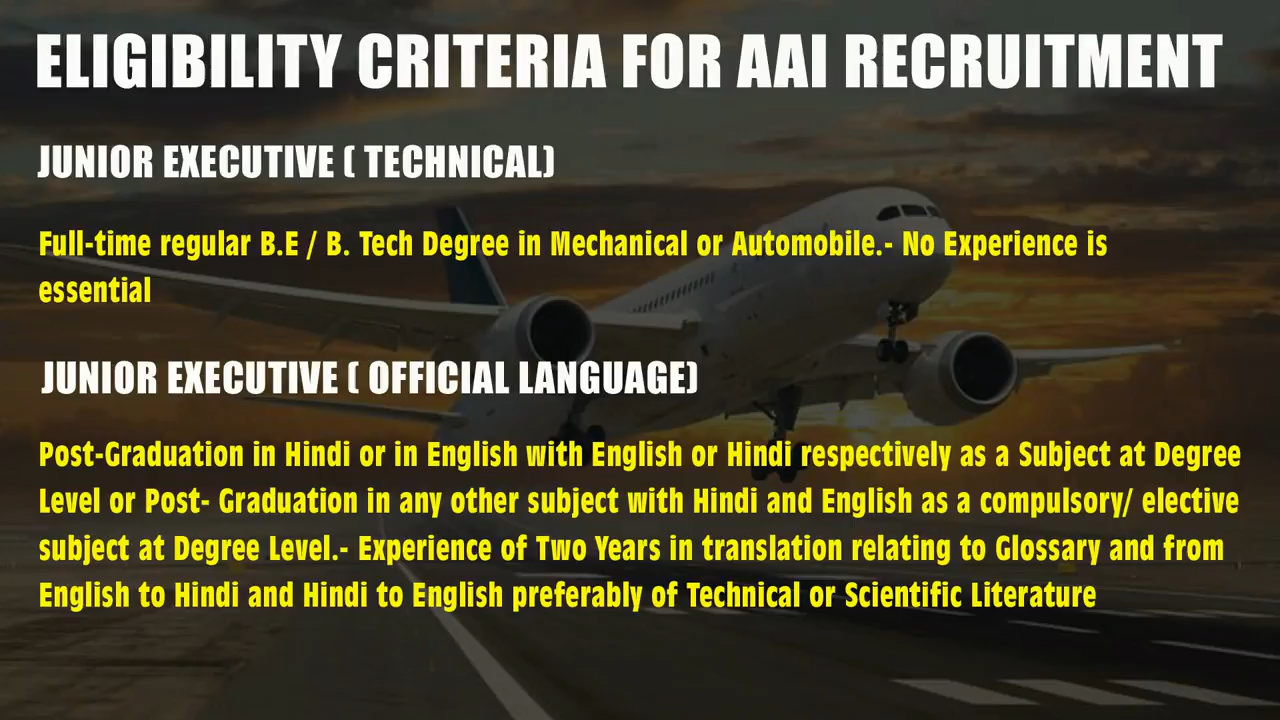 ELIGIBILITY CRITERIA FOR AAI RECRUITMENT
JUNIOR EXECUTIVE ( TECHNICAL)
Full-time regular B.E / B. Tech Degree in Mechanical or Automobile.- No Experience is
essential
JUNIOR EXECUTIVE ( OFFICIAL LANGUAGE)
Post-Graduation in Hindi or in English with English or Hindi respectively as a Subject at Degree
Level or Post- Graduation in any other subject with Hindi and English as a compulsory/ elective
subject at Degree Level.- Experience of Two Years in translation relating to Glossary and from
English to Hindi and Hindi to English preferably of Technical or Scientific Literature